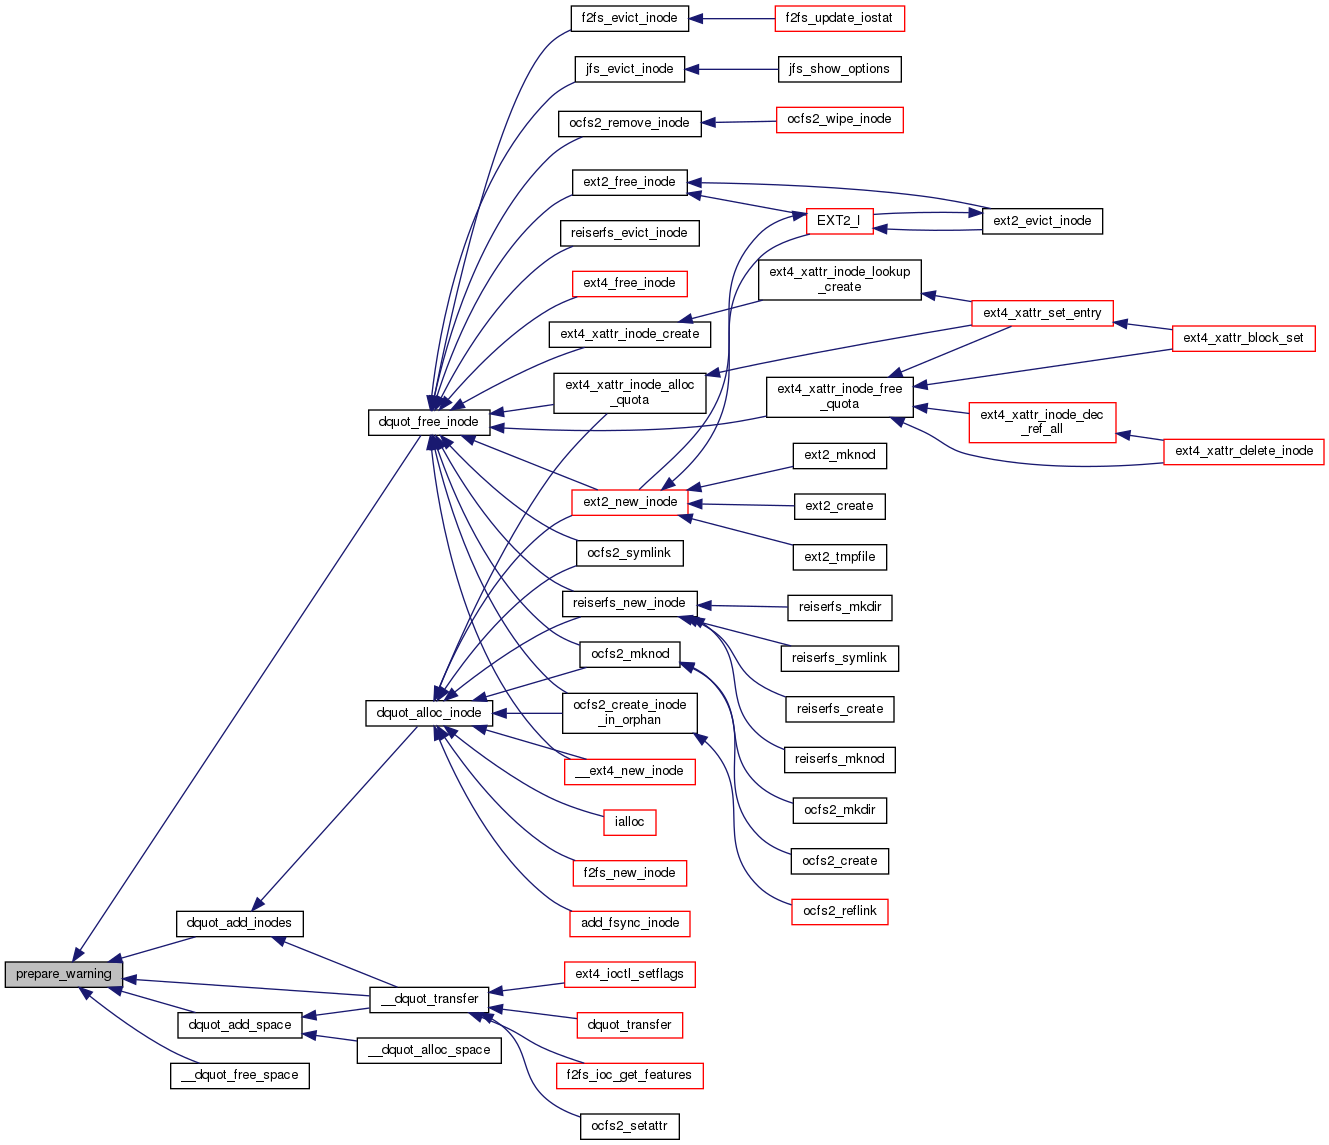 f2fs_evict_inode
f2fs_update_iostat
jfs_evict_inode
jfs_show_options
ocfs2_remove_inode
ocfs2_wipe_inode
ext2_free_inode
EXT2_I
ext2_evict_inode
reiserfs_evict_inode
ext4_xattr_inode_lookup
_create
ext4_free_inode
ext4_xattr_set_entry
ext4_xattr_inode_create
ext4_xattr_block_set
ext4_xattr_inode_alloc
_quota
ext4_xattr_inode_free
_quota
dquot_free_inode
ext4_xattr_inode_dec
_ref_all
ext4_xattr_delete_inode
ext2_mknod
ext2_new_inode
ext2_create
ocfs2_symlink
ext2_tmpfile
reiserfs_new_inode
reiserfs_mkdir
ocfs2_mknod
reiserfs_symlink
dquot_alloc_inode
ocfs2_create_inode
_in_orphan
reiserfs_create
__ext4_new_inode
reiserfs_mknod
ialloc
ocfs2_mkdir
f2fs_new_inode
ocfs2_create
dquot_add_inodes
add_fsync_inode
ocfs2_reflink
prepare_warning
ext4_ioctl_setflags
__dquot_transfer
dquot_add_space
dquot_transfer
__dquot_alloc_space
__dquot_free_space
f2fs_ioc_get_features
ocfs2_setattr